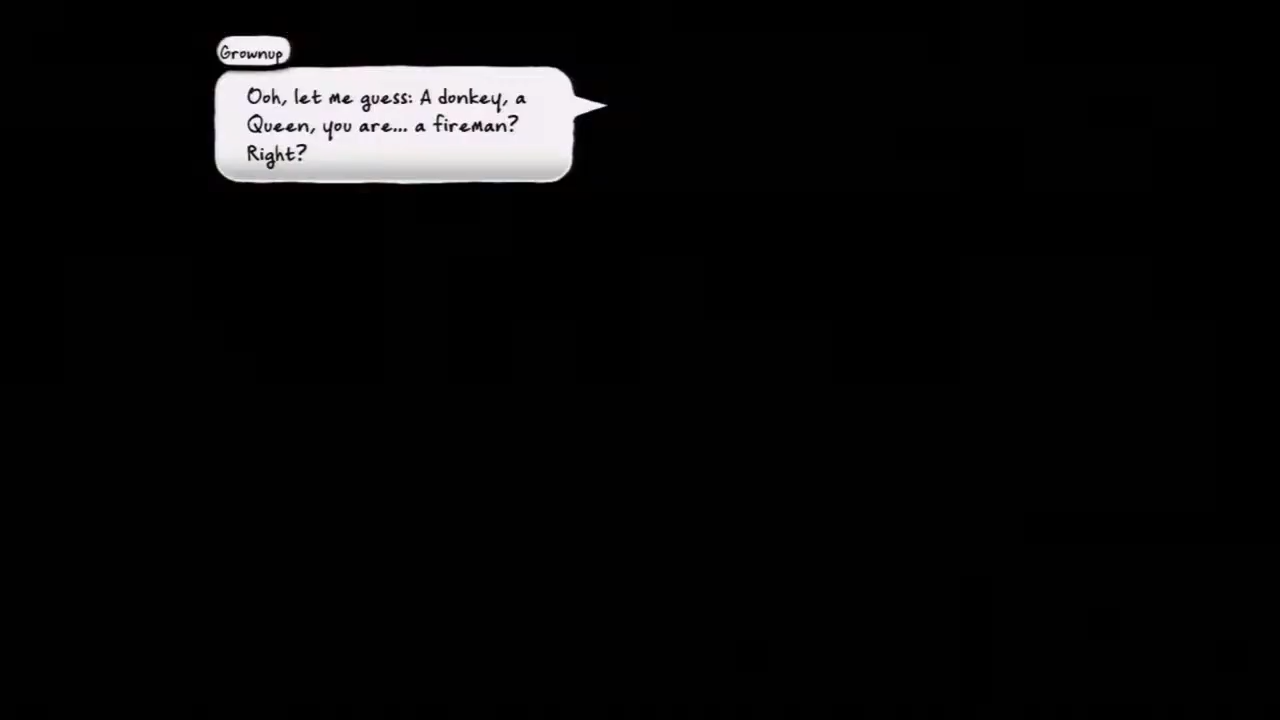 Grownup
Ooh, let me guess: A donkey, a
Queen, you are... a fireman?
Right?